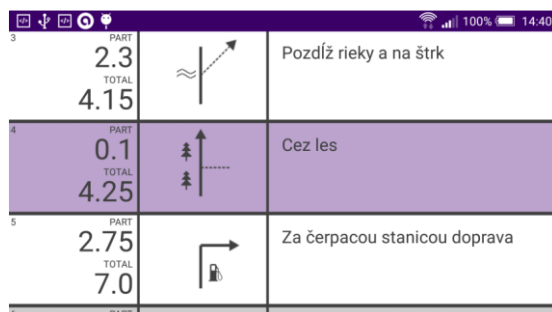 100% 14:40
3 PART
2.3
TOTAL
4.15
Pozdĺž rieky a na štrk
4 PART
0.1
TOTAL
4.25
Cez les
5 PART
2.75
TOTAL
7.0
Za čerpacou stanicou doprava
PART